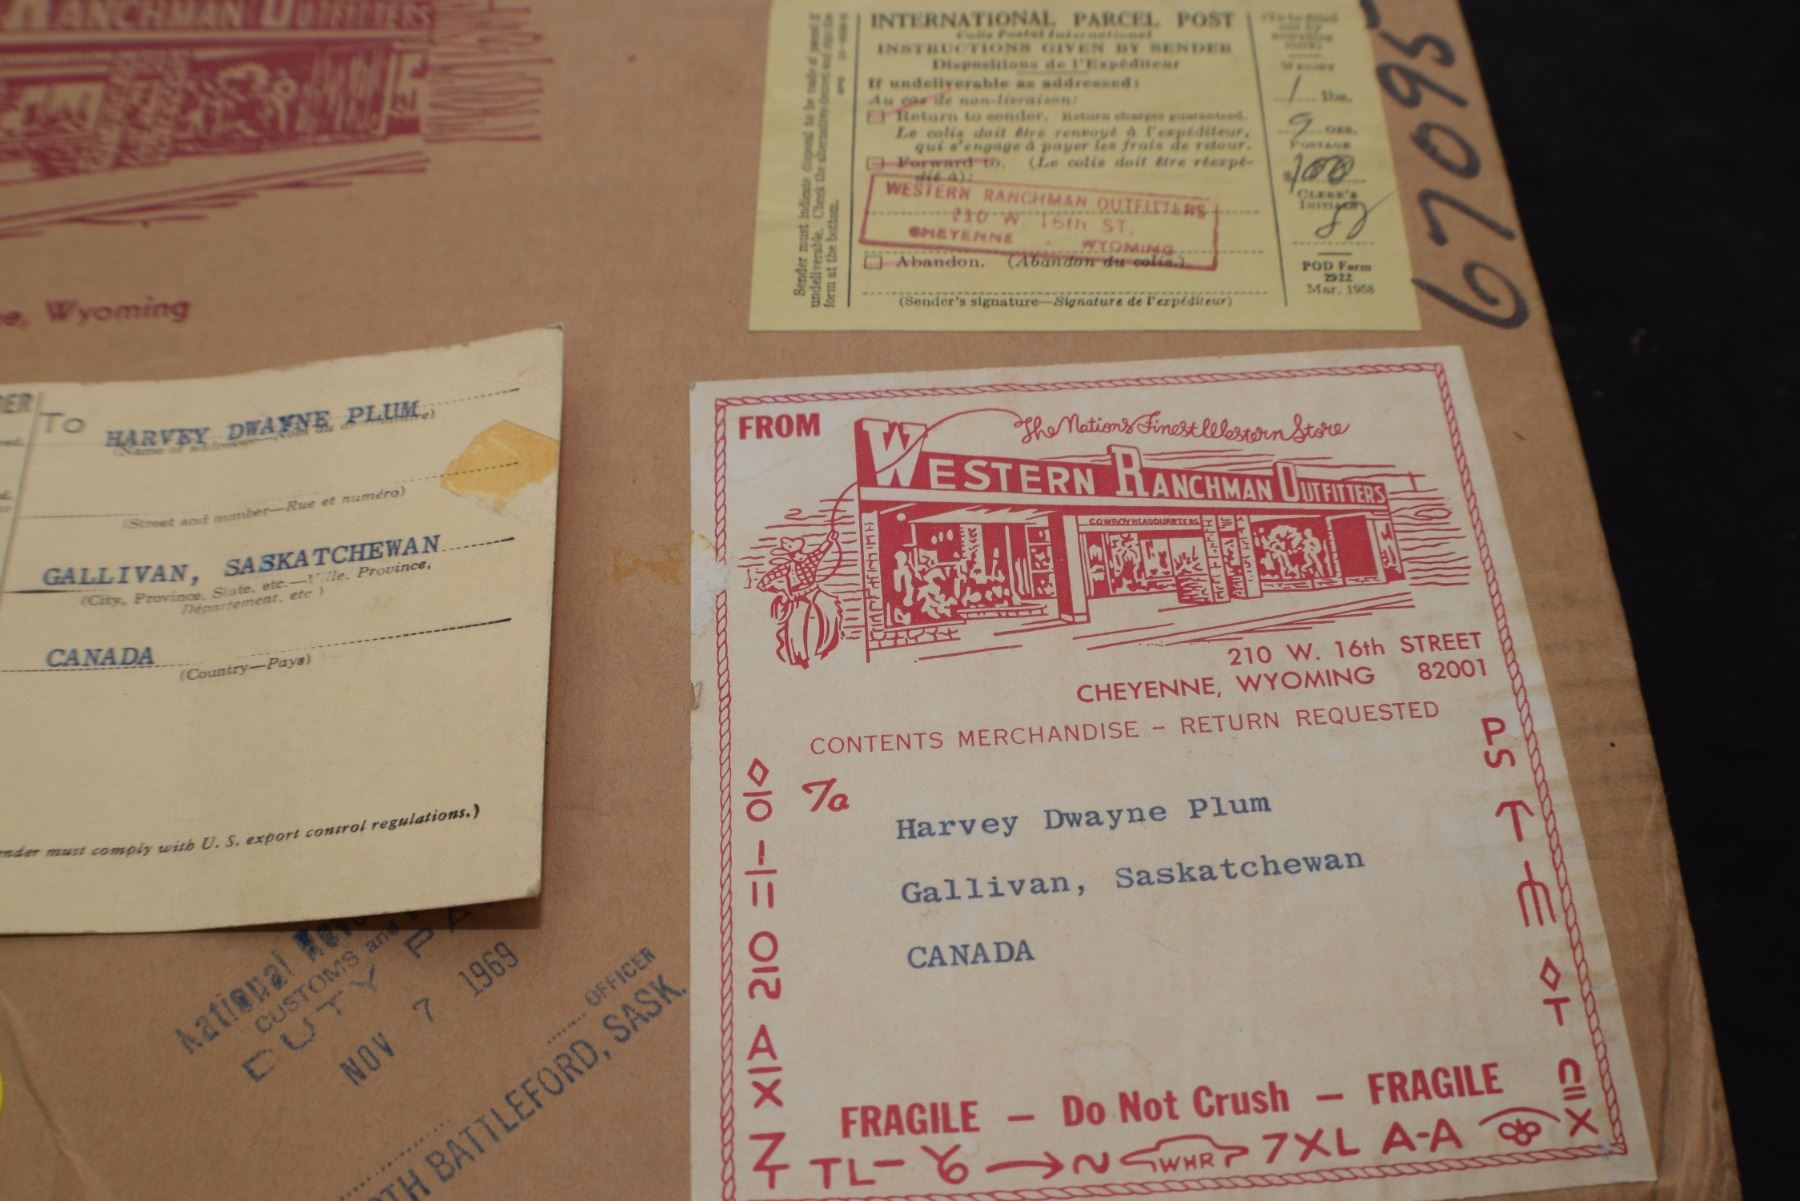 RANCHMAN OUTFITTERS
Wyoming
INTERNATIONAL PARCEL POST
Colis Postal International
INSTRUCTIONS GIVEN BY SENDER
Dispositions de l'Expéditeur
If undeliverable as addressed:
Au cas de non-livraison:
Return to sender. Return charges guaranteed.
Le colis doit être renvoyé à l'expéditeur,
qui s'engage à payer les frais de retour.
Forward to. (Le colis doit être réexpé-
dié à):
WESTERN RANCHMAN OUTFITTERS
210 W. 16th ST.
CHEYENNE . WYOMING
Abandon. (Abandon du colis.)
(Sender's signature—Signature de l'expéditeur)
Sender must indicate disposal to be made of parcel if
undeliverable. Check the alternative desired and sign the
form at the bottom.
WEIGHT
1 lbs.
9 ozs.
POSTAGE
100
CLERK'S
INITIALS
POD Form
2922
Mar. 1958
67095
To
HARVEY DWAYNE PLUM
(Street and number—Rue et numéro)
GALLIVAN, SASKATCHEWAN
(City, Province, State, etc.—Ville, Province,
Département, etc.)
CANADA
(Country—Pays)
must comply with U. S. export control regulations.)
National Reve
CUSTOMS and
DUTY PA
NOV 7 1969
OFFICER
TH BATTLEFORD, SASK.
FROM
The Nation's Finest Western Store
WESTERN RANCHMAN OUTFITTERS
COWBOY HEADQUARTERS
210 W. 16th STREET
CHEYENNE, WYOMING 82001
CONTENTS MERCHANDISE – RETURN REQUESTED
To
Harvey Dwayne Plum
Gallivan, Saskatchewan
CANADA
FRAGILE – Do Not Crush – FRAGILE
WHR
7XL A-A